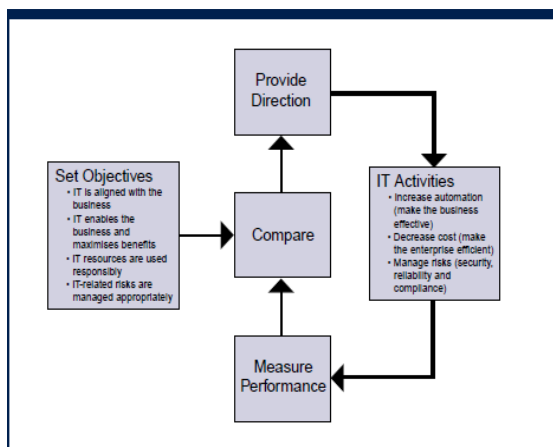 Provide
Direction
Set Objectives
• IT is aligned with the
business
• IT enables the
business and
maximises benefits
• IT resources are used
responsibly
• IT-related risks are
managed appropriately
Compare
IT Activities
• Increase automation
(make the business
effective)
• Decrease cost (make
the enterprise efficient)
• Manage risks (security,
reliability and
compliance)
Measure
Performance